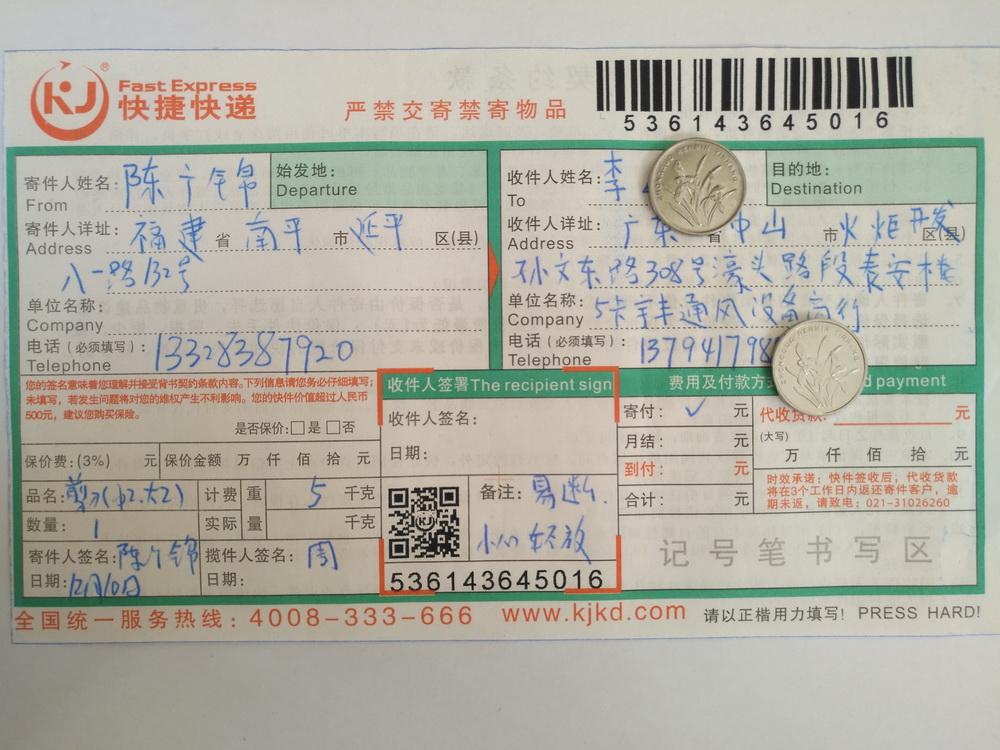 KJ Fast Express ®
快捷快递
严禁交寄禁寄物品
536143645016
寄件人姓名: 陈 锦
From
始发地:
Departure
寄件人详址: 福建 省 南平 市 延平 区(县)
Address
八一路132号
单位名称:
Company
电话 (必须填写): 13328387920
Telephone
收件人姓名: 李
To
目的地:
Destination
收件人详址: 广东 省 中山 市 火炬开发 区(县)
Address
孙文东路308号濠头路段泰安楼
单位名称: 5卡 丰通风设备商行
Company
电话 (必须填写): 137941798
Telephone
您的签名意味着您理解并接受背书契约的条款内容。下列信息请您务必仔细填写;
未填写,若发生问题将对您的维权产生不利影响。您的快件价值超过人民币
500元,建议您购买保险。
是否保价:□是 □否
保价费:(3%) 元 保价金额 万 仟 佰 拾 元
品名: 剪刀 计费重 5 千克
数量: 1 实际重量 千克
寄件人签名: 陈 锦 揽件人签名: 周
日期: 12月10日 日期:
收件人签署The recipient sign
收件人签名:
日期:
备注: 易 
小心轻放
KJ
536143645016
费用及付款方 d payment
寄付: ✓ 元
月结: 元
到付: 元
合计: 元
代收货款: 元
(大写)
万 仟 佰 拾 元
时效承诺:快件签收后,代收货款
将在3个工作日内返还寄件客户,逾
期未返,请致电:021-31026260
记号笔书写区
全国统一服务热线:4008-333-666 www.kjkd.com 请以正楷用力填写! PRESS HARD!